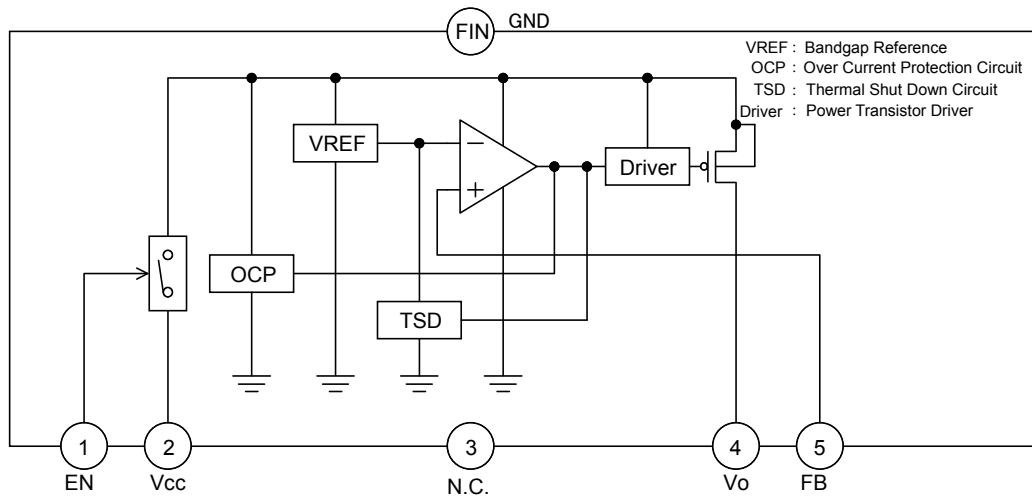 FIN
GND
VREF : Bandgap Reference
OCP : Over Current Protection Circuit
TSD : Thermal Shut Down Circuit
Driver : Power Transistor Driver
VREF
−
+
Driver
OCP
TSD
1
2
3
4
5
EN
Vcc
N.C.
Vo
FB